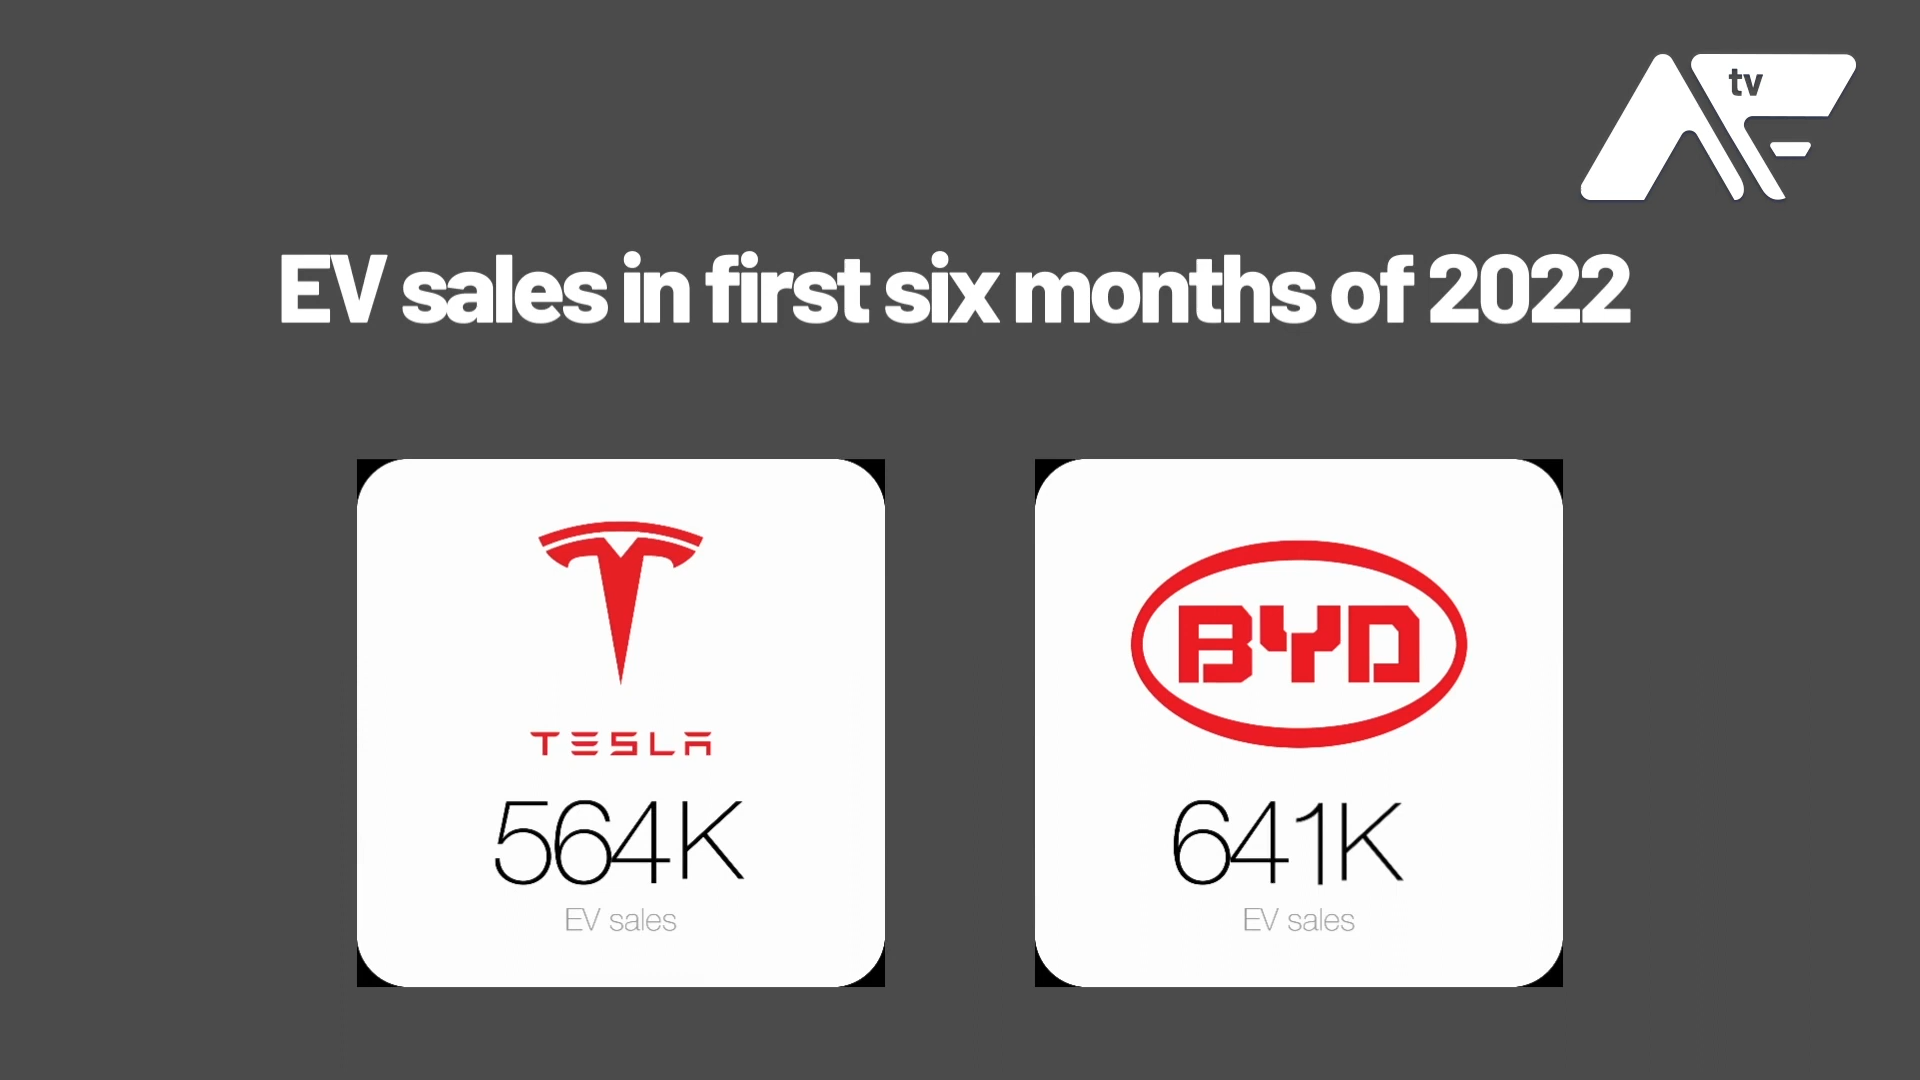 tv
EV sales in first six months of 2022
TESLA
564K
EV sales
BYD
641K
EV sales